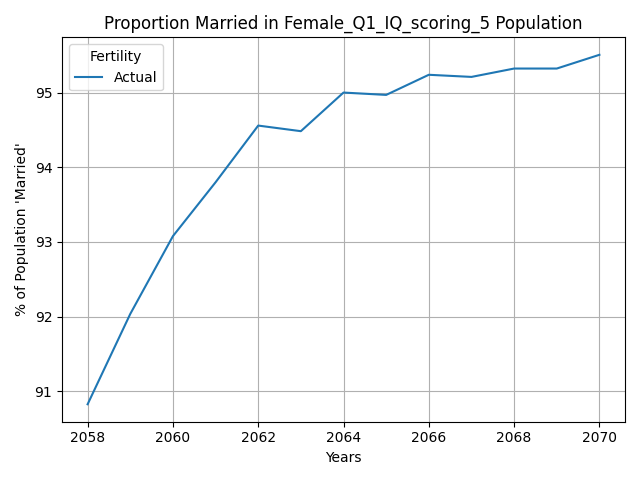 Proportion Married in Female_Q1_IQ_scoring_5 Population
Fertility
Actual
% of Population 'Married'
95
94
93
92
91
2058 2060 2062 2064 2066 2068 2070
Years